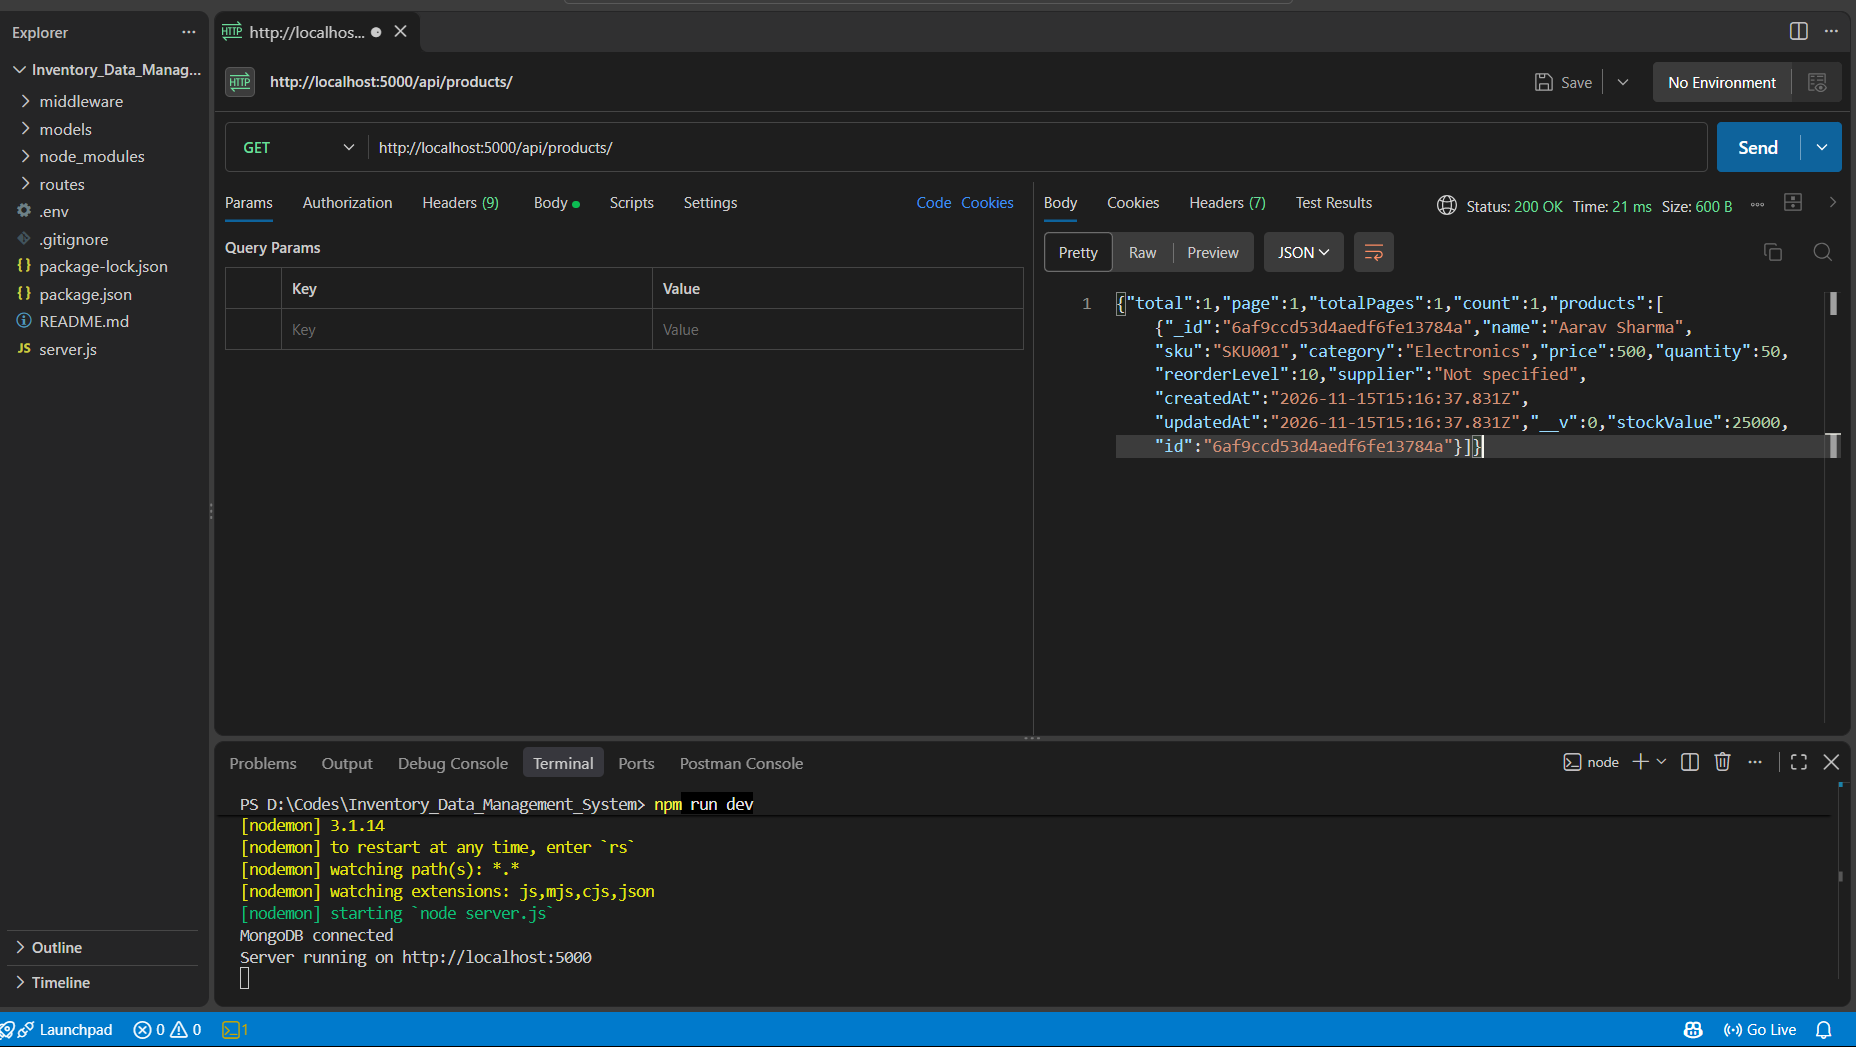 Explorer
Inventory_Data_Manag...
middleware
models
node_modules
routes
.env
.gitignore
package-lock.json
package.json
README.md
JS server.js
Outline
Timeline
HTTP http://localhos...
HTTP http://localhost:5000/api/products/
Save
No Environment
GET http://localhost:5000/api/products/
Send
Params Authorization Headers (9) Body Scripts Settings Code Cookies
Query Params
Key Value
Key Value
Body Cookies Headers (7) Test Results Status: 200 OK Time: 21 ms Size: 600 B
Pretty Raw Preview JSON
1 {"total":1,"page":1,"totalPages":1,"count":1,"products":[
{"_id":"6af9ccd53d4aedf6fe13784a","name":"Aarav Sharma",
"sku":"SKU001","category":"Electronics","price":500,"quantity":50,
"reorderLevel":10,"supplier":"Not specified",
"createdAt":"2026-11-15T15:16:37.831Z",
"updatedAt":"2026-11-15T15:16:37.831Z","__v":0,"stockValue":25000,
"id":"6af9ccd53d4aedf6fe13784a"}]}
Problems Output Debug Console Terminal Ports Postman Console
node
PS D:\Codes\Inventory_Data_Management_System> npm run dev
[nodemon] 3.1.14
[nodemon] to restart at any time, enter `rs`
[nodemon] watching path(s): *.*
[nodemon] watching extensions: js,mjs,cjs,json
[nodemon] starting `node server.js`
MongoDB connected
Server running on http://localhost:5000
Launchpad 0 0 1 Go Live